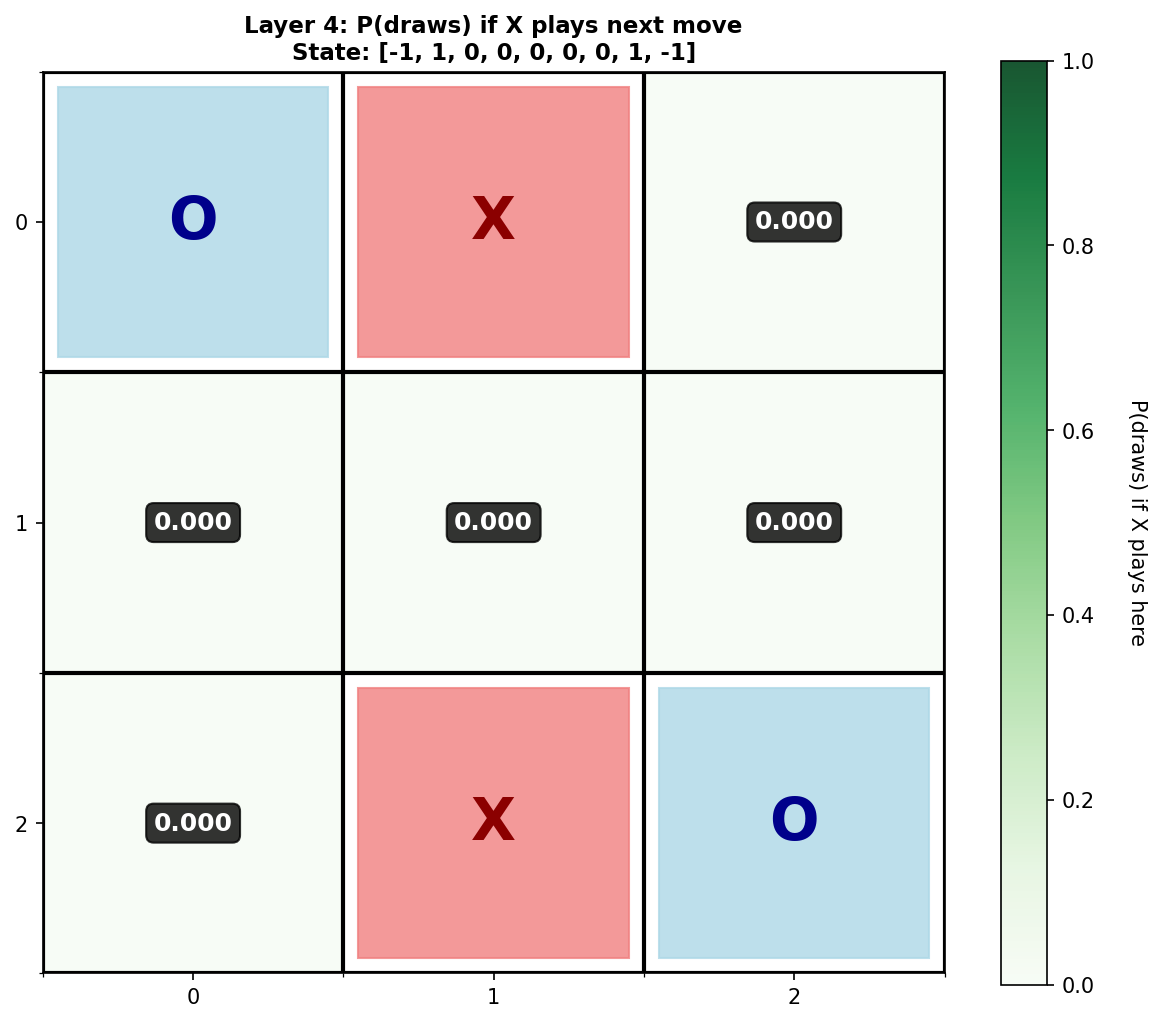 Layer 4: P(draws) if X plays next move
State: [-1, 1, 0, 0, 0, 0, 0, 1, -1]
O
X
0.000
0.000
0.000
0.000
0.000
X
O
0
1
2
0
1
2
1.0
0.8
0.6
0.4
0.2
0.0
P(draws) if X plays here